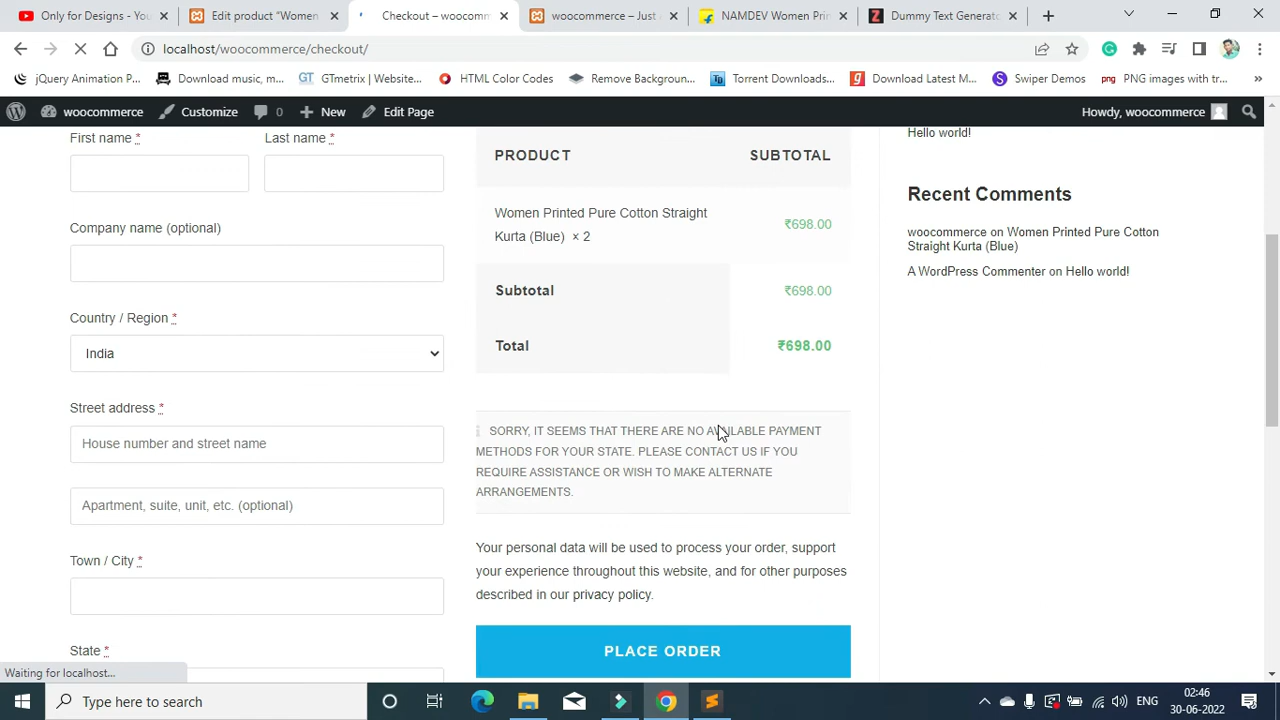 Only for Designs - You
Edit product "Women
Checkout – woocomm
woocommerce – Just
NAMDEV Women Prin
Dummy Text Generato
localhost/woocommerce/checkout/
jQuery Animation P...
Download music, m...
GTmetrix | Website...
HTML Color Codes
Remove Background...
Torrent Downloads...
Download Latest M...
Swiper Demos
PNG images with tr...
woocommerce
Customize
0
New
Edit Page
Howdy, woocommerce
First name *
Last name *
Company name (optional)
Country / Region *
India
Street address *
House number and street name
Apartment, suite, unit, etc. (optional)
Town / City *
State *
PRODUCT SUBTOTAL
Women Printed Pure Cotton Straight
Kurta (Blue) × 2
₹698.00
Subtotal ₹698.00
Total ₹698.00
SORRY, IT SEEMS THAT THERE ARE NO AVAILABLE PAYMENT
METHODS FOR YOUR STATE. PLEASE CONTACT US IF YOU
REQUIRE ASSISTANCE OR WISH TO MAKE ALTERNATE
ARRANGEMENTS.
Your personal data will be used to process your order, support
your experience throughout this website, and for other purposes
described in our privacy policy.
PLACE ORDER
Hello world!
Recent Comments
woocommerce on Women Printed Pure Cotton
Straight Kurta (Blue)
A WordPress Commenter on Hello world!
Waiting for localhost...
Type here to search
ENG
02:46
30-06-2022